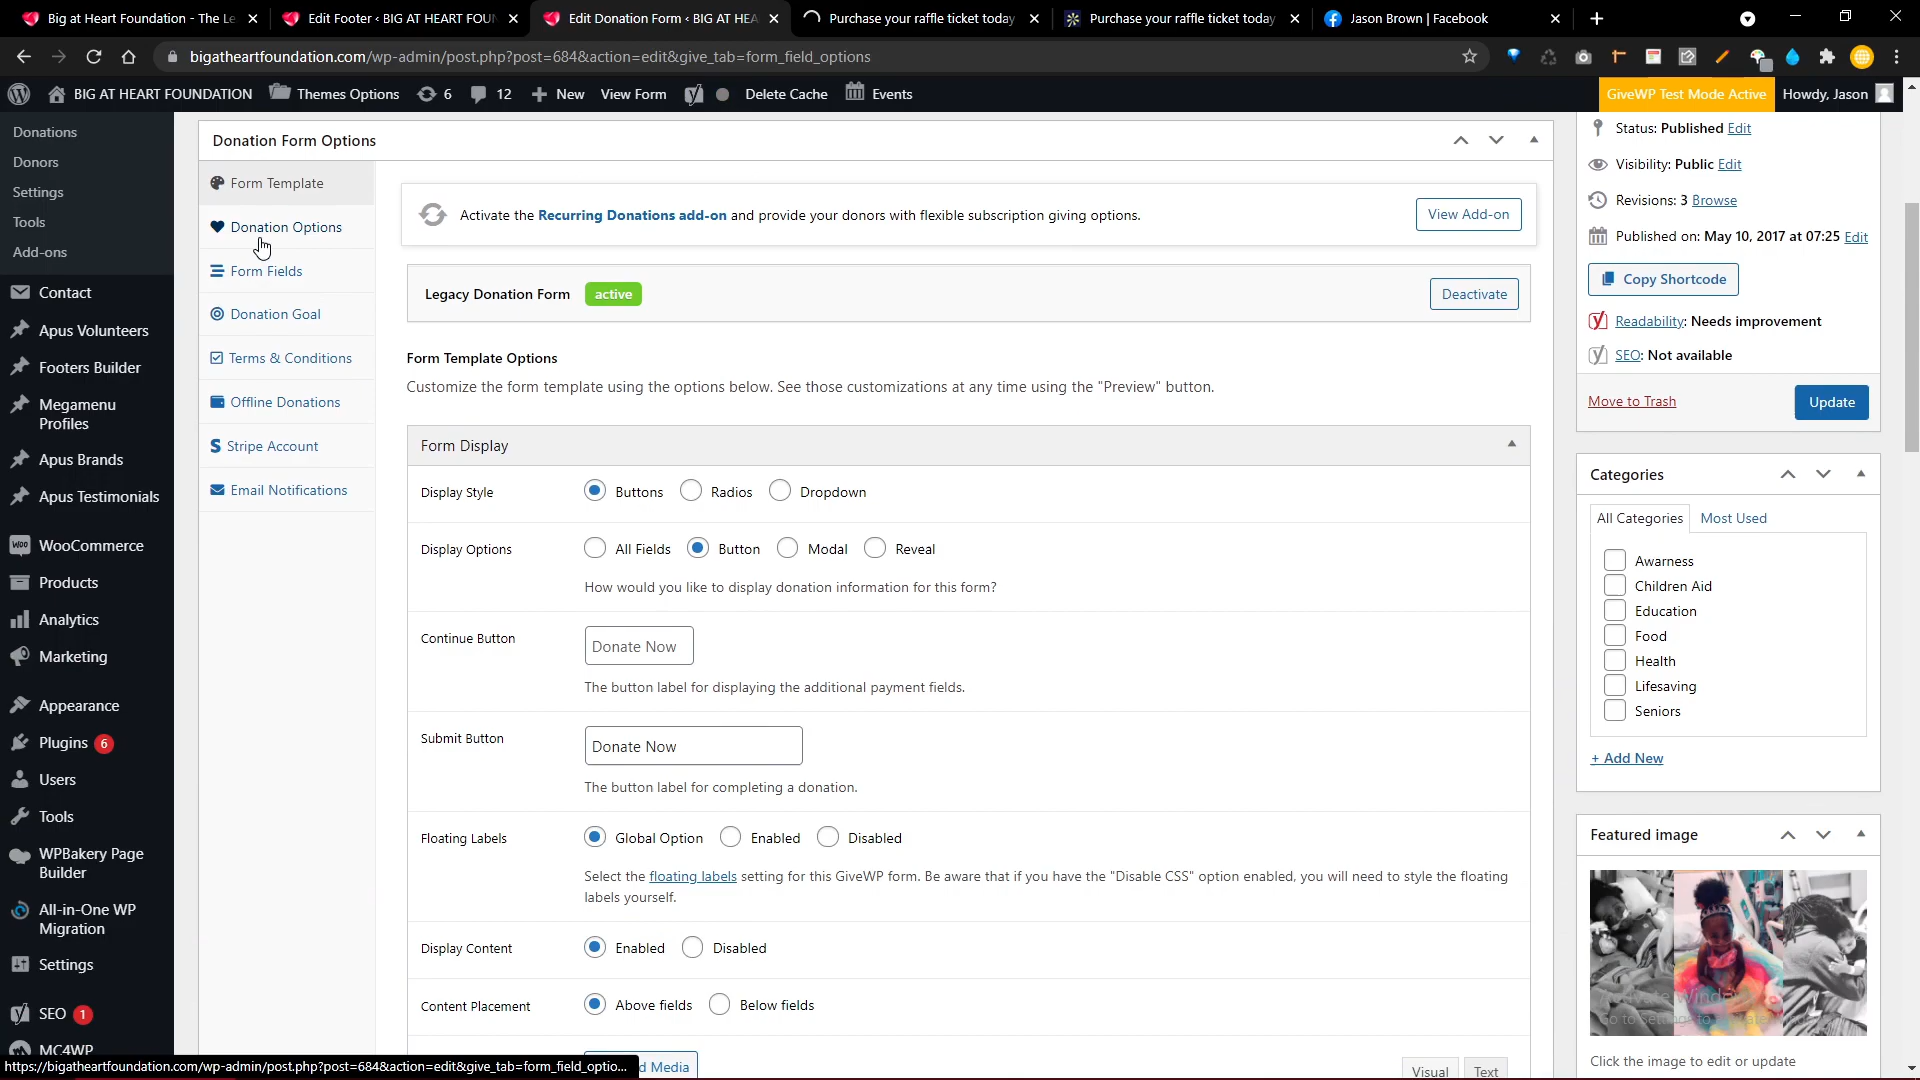 Big at Heart Foundation - The Le
Edit Footer ‹ BIG AT HEART FOUN
Edit Donation Form ‹ BIG AT HEA
Purchase your raffle ticket today
Purchase your raffle ticket today
Jason Brown | Facebook
bigatheartfoundation.com/wp-admin/post.php?post=684&action=edit&give_tab=form_field_options
BIG AT HEART FOUNDATION
Themes Options
6
12
New
View Form
Delete Cache
Events
GiveWP Test Mode Active
Howdy, Jason
Donations
Donors
Settings
Tools
Add-ons
Contact
Apus Volunteers
Footers Builder
Megamenu
Profiles
Apus Brands
Apus Testimonials
WooCommerce
Products
Analytics
Marketing
Appearance
Plugins 6
Users
Tools
WPBakery Page
Builder
All-in-One WP
Migration
Settings
SEO 1
MC4WP
Donation Form Options
Form Template
Donation Options
Form Fields
Donation Goal
Terms & Conditions
Offline Donations
Stripe Account
Email Notifications
Activate the Recurring Donations add-on and provide your donors with flexible subscription giving options.
View Add-on
Legacy Donation Form active
Deactivate
Form Template Options
Customize the form template using the options below. See those customizations at any time using the "Preview" button.
Form Display
Display Style Buttons Radios Dropdown
Display Options All Fields Button Modal Reveal
How would you like to display donation information for this form?
Continue Button Donate Now
The button label for displaying the additional payment fields.
Submit Button Donate Now
The button label for completing a donation.
Floating Labels Global Option Enabled Disabled
Select the floating labels setting for this GiveWP form. Be aware that if you have the "Disable CSS" option enabled, you will need to style the floating
labels yourself.
Display Content Enabled Disabled
Content Placement Above fields Below fields
d Media
Visual Text
Status: Published Edit
Visibility: Public Edit
Revisions: 3 Browse
Published on: May 10, 2017 at 07:25 Edit
Copy Shortcode
Readability: Needs improvement
SEO: Not available
Move to Trash
Update
Categories
All Categories Most Used
Awarness
Children Aid
Education
Food
Health
Lifesaving
Seniors
+ Add New
Featured image
Click the image to edit or update
https://bigatheartfoundation.com/wp-admin/post.php?post=684&action=edit&give_tab=form_field_optio...